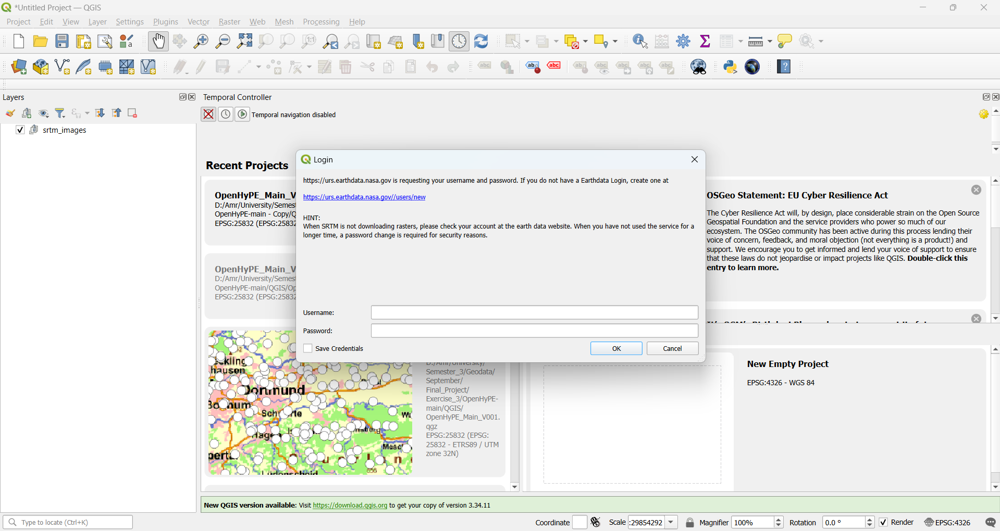 *Untitled Project — QGIS
Project Edit View Layer Settings Plugins Vector Raster Web Mesh Processing Help
Layers
Temporal Controller
Temporal navigation disabled
srtm_images
Recent Projects
OpenHyPE_Main_V
D:/Amr/University/Semest
OpenHyPE-main - Copy/Q
EPSG:25832 (EPSG:25832
OpenHyPE_Main_V
D:/Amr/University/Semest
OpenHyPE-main/QGIS/Op
EPSG:25832 (EPSG:25832
Login
https://urs.earthdata.nasa.gov is requesting your username and password. If you do not have a Earthdata Login, create one at
https://urs.earthdata.nasa.gov//users/new
HINT:
When SRTM is not downloading rasters, please check your account at the earth data website. When you have not used the service for a
longer time, a password change is required for security reasons.
Username:
Password:
Save Credentials
OK
Cancel
OSGeo Statement: EU Cyber Resilience Act
The Cyber Resilience Act will, by design, place considerable strain on the Open Source
Geospatial Foundation and the service providers who power so much of our
ecosystem. The OSGeo community has been active during this process lending their
voice of concern, feedback, and moral objection (not everything is a product!) and
support. We encourage you to get informed and lend your voice of support to ensure
that these laws do not jeopardise or impact projects like QGIS. Double-click this
entry to learn more.
Dortmund
Hagen
D:/Amr/University/
Semester_3/Geodata/
September/
Final_Project/
Exercise_3/OpenHyPE-
main/QGIS/
OpenHyPE_Main_V001.
qgz
EPSG:25832 (EPSG:
25832 - ETRS89 / UTM
zone 32N)
New Empty Project
EPSG:4326 - WGS 84
New QGIS version available: Visit https://download.qgis.org to get your copy of version 3.34.11
Type to locate (Ctrl+K)
Coordinate
Scale :29854292
Magnifier 100%
Rotation 0.0 °
Render
EPSG:4326